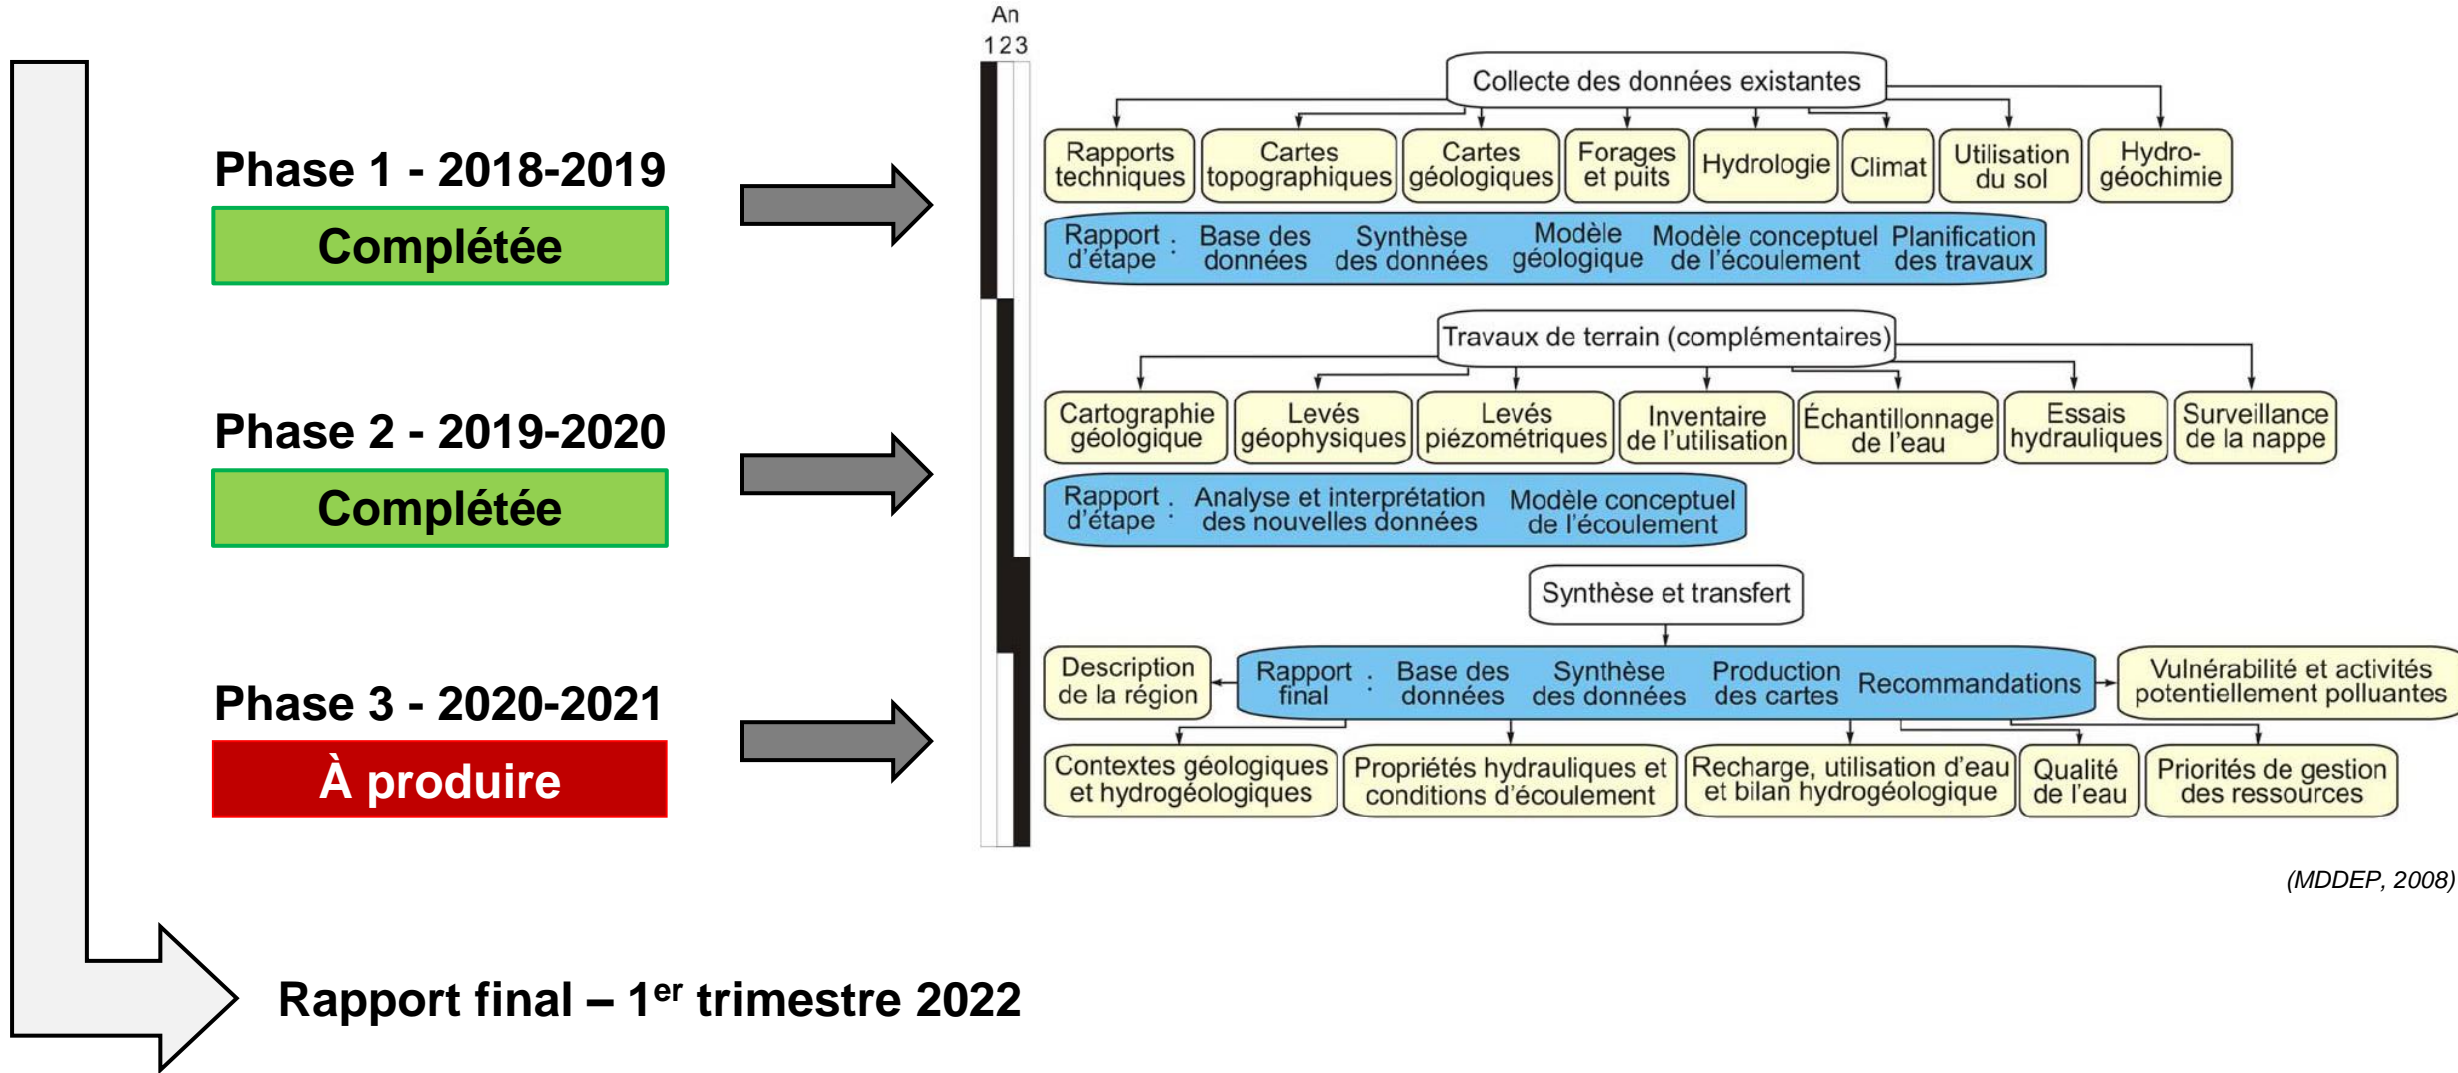 An
1 2 3
Collecte des données existantes
Rapports
techniques
Cartes
topographiques
Cartes
géologiques
Forages
et puits
Hydrologie
Climat
Utilisation
du sol
Hydro-
géochimie
Phase 1 - 2018-2019
Complétée
Rapport
d'étape :
Base des
données
Synthèse
des données
Modèle
géologique
Modèle conceptuel
de l'écoulement
Planification
des travaux
Travaux de terrain (complémentaires)
Cartographie
géologique
Levés
géophysiques
Levés
piézométriques
Inventaire
de l'utilisation
Échantillonnage
de l'eau
Essais
hydrauliques
Surveillance
de la nappe
Phase 2 - 2019-2020
Complétée
Rapport
d'étape :
Analyse et interprétation
des nouvelles données
Modèle conceptuel
de l'écoulement
Synthèse et transfert
Description
de la région
Rapport
final :
Base des
données
Synthèse
des données
Production
des cartes
Recommandations
Vulnérabilité et activités
potentiellement polluantes
Phase 3 - 2020-2021
À produire
Contextes géologiques
et hydrogéologiques
Propriétés hydrauliques et
conditions d'écoulement
Recharge, utilisation d'eau
et bilan hydrogéologique
Qualité
de l'eau
Priorités de gestion
des ressources
(MDDEP, 2008)
Rapport final – 1er trimestre 2022